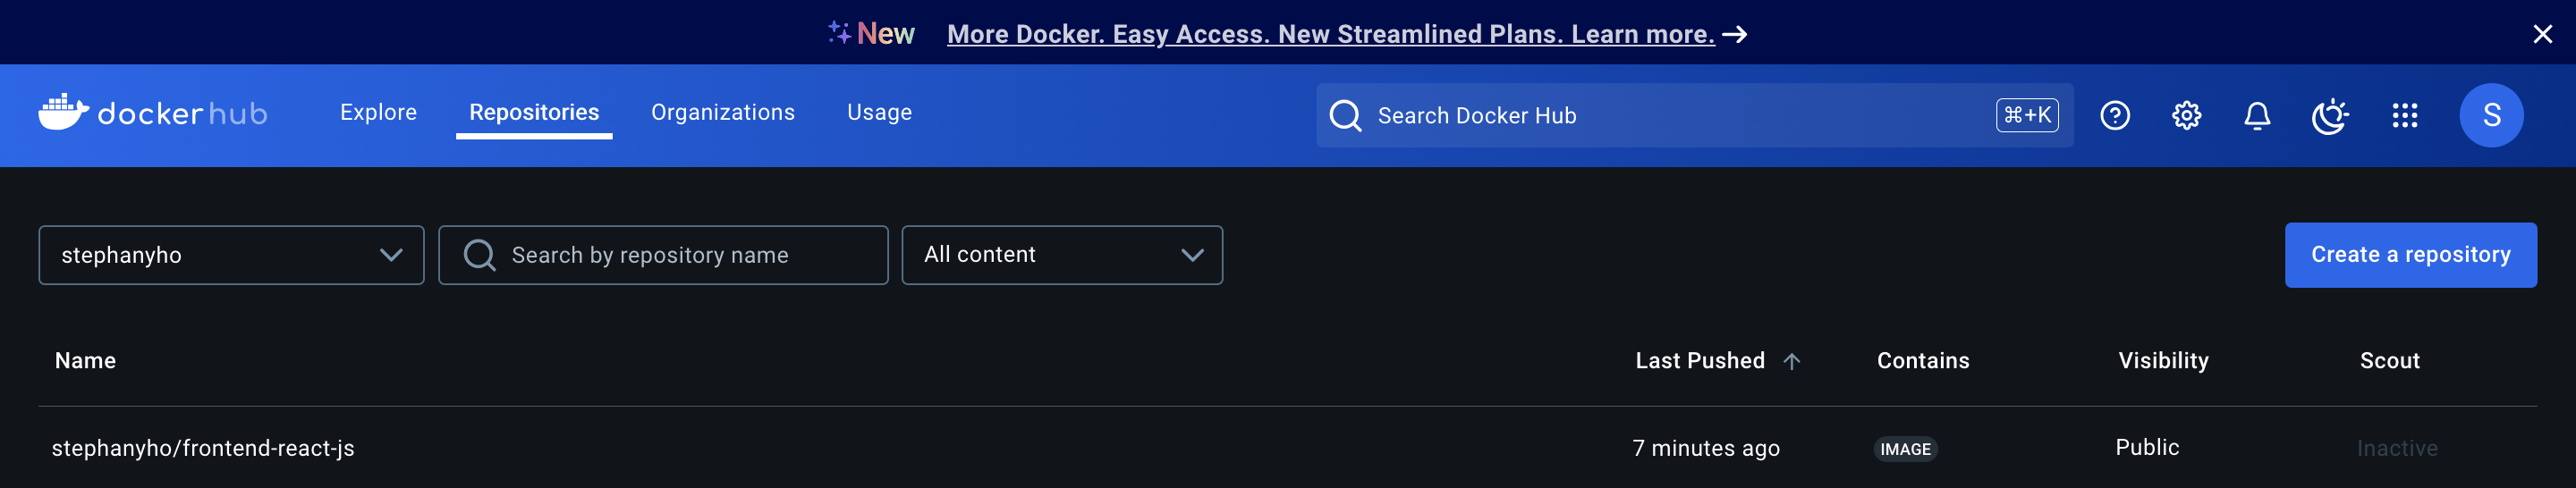 New More Docker. Easy Access. New Streamlined Plans. Learn more. →
docker hub Explore Repositories Organizations Usage Search Docker Hub ⌘+K S
stephanyho Search by repository name All content Create a repository
Name Last Pushed ↑ Contains Visibility Scout
stephanyho/frontend-react-js 7 minutes ago IMAGE Public Inactive